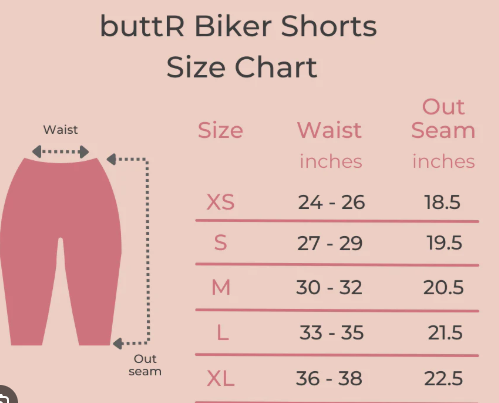 buttR Biker Shorts
Size Chart
Waist
Out
seam
Size Waist Out Seam
inches inches
XS 24 - 26 18.5
S 27 - 29 19.5
M 30 - 32 20.5
L 33 - 35 21.5
XL 36 - 38 22.5